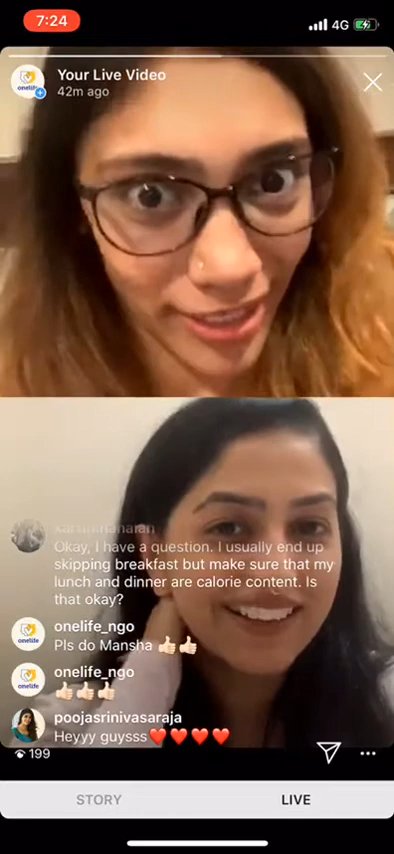 7:24
4G
Your Live Video
onelife
42m ago
Okay, I have a question. I usually end up
skipping breakfast but make sure that my
lunch and dinner are calorie content. Is
that okay?
onelife_ngo
onelife
Pls do Mansha 👍🏻👍🏻
onelife_ngo
onelife
👍🏻👍🏻👍🏻
poojasrinivasaraja
Heyyy guysss❤️❤️❤️❤️
199
STORY
LIVE